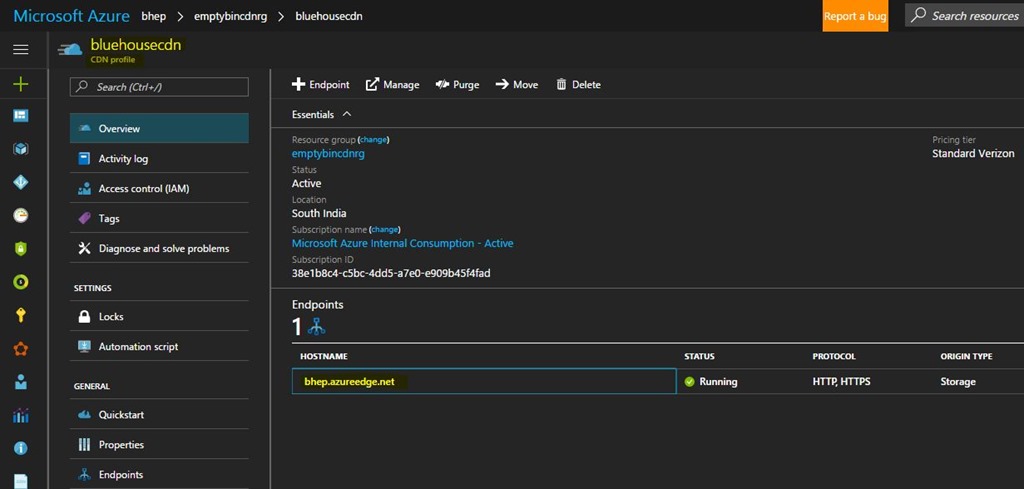 Microsoft Azure bhep > emptybincdnrg > bluehousecdn
Report a bug
Search resources
bluehousecdn
CDN profile
Search (Ctrl+/)
Overview
Activity log
Access control (IAM)
Tags
Diagnose and solve problems
SETTINGS
Locks
Automation script
GENERAL
Quickstart
Properties
Endpoints
Endpoint Manage Purge Move Delete
Essentials
Resource group (change)
emptybincdnrg
Status
Active
Location
South India
Subscription name (change)
Microsoft Azure Internal Consumption - Active
Subscription ID
38e1b8c4-c5bc-4dd5-a7e0-e909b45f4fad
Pricing tier
Standard Verizon
Endpoints
1
HOSTNAME STATUS PROTOCOL ORIGIN TYPE
bhep.azureedge.net Running HTTP, HTTPS Storage